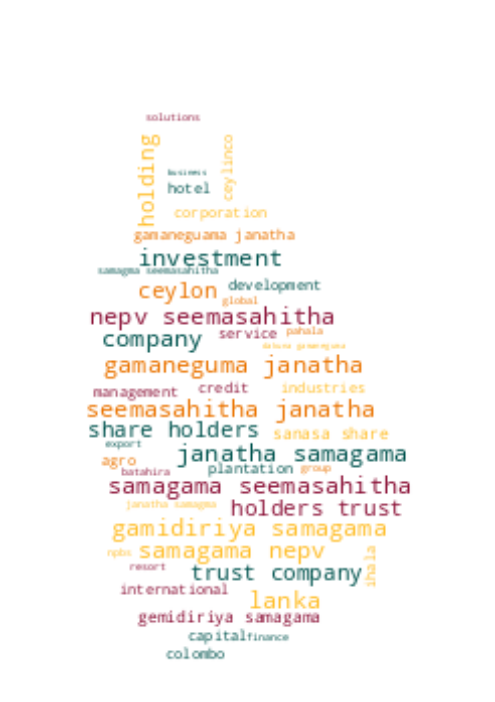 solutions
holding
business
ceylinco
hotel
corporation
gamaneguama janatha
investment
samagma seemasahitha
ceylon
development
global
nepv seemasahitha
company
service
pahala
gamaneguma janatha
management
credit
industries
seemasahitha janatha
share holders
sanasa share
export
janatha samagama
agro
batahira
plantation
group
samagama seemasahitha
janatha samagma
holders trust
gamidiriya samagama
npbs
samagama nepv
ihala
resort
trust company
international
lanka
gemidiriya samagama
capital
finance
colombo